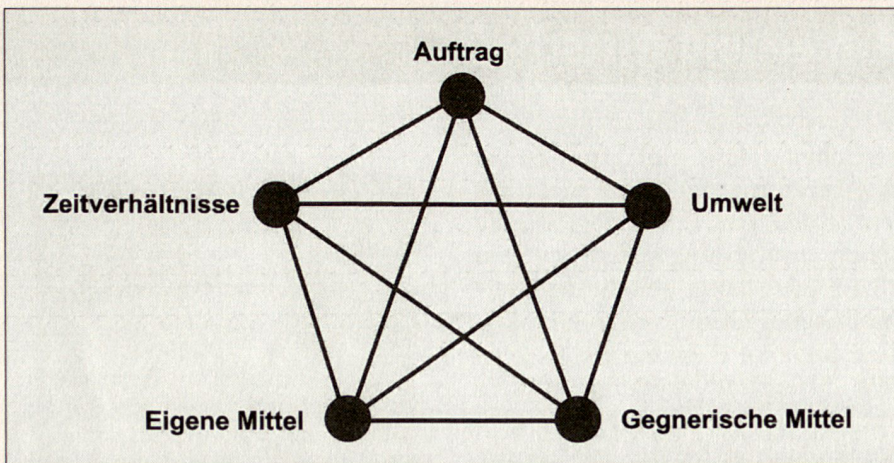 Auftrag
Zeitverhältnisse
Umwelt
Eigene Mittel
Gegnerische Mittel